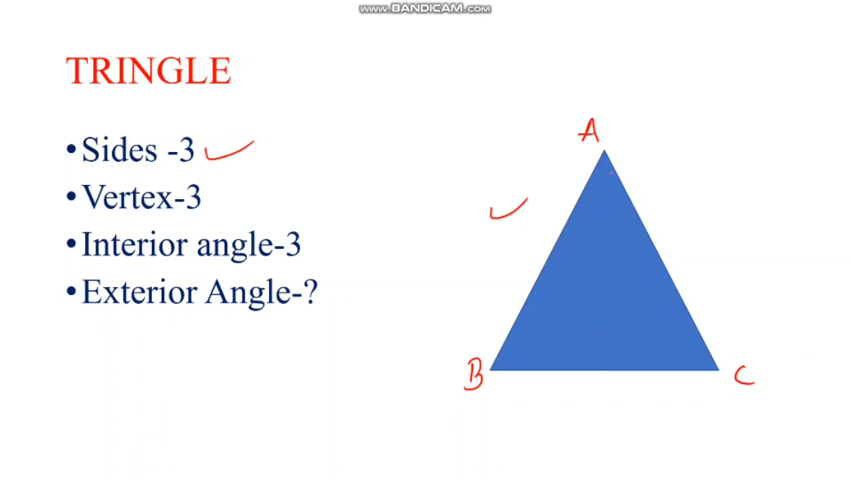 www.BANDICAM.com
TRINGLE
•Sides -3
•Vertex-3
•Interior angle-3
•Exterior Angle-?
A
B
C